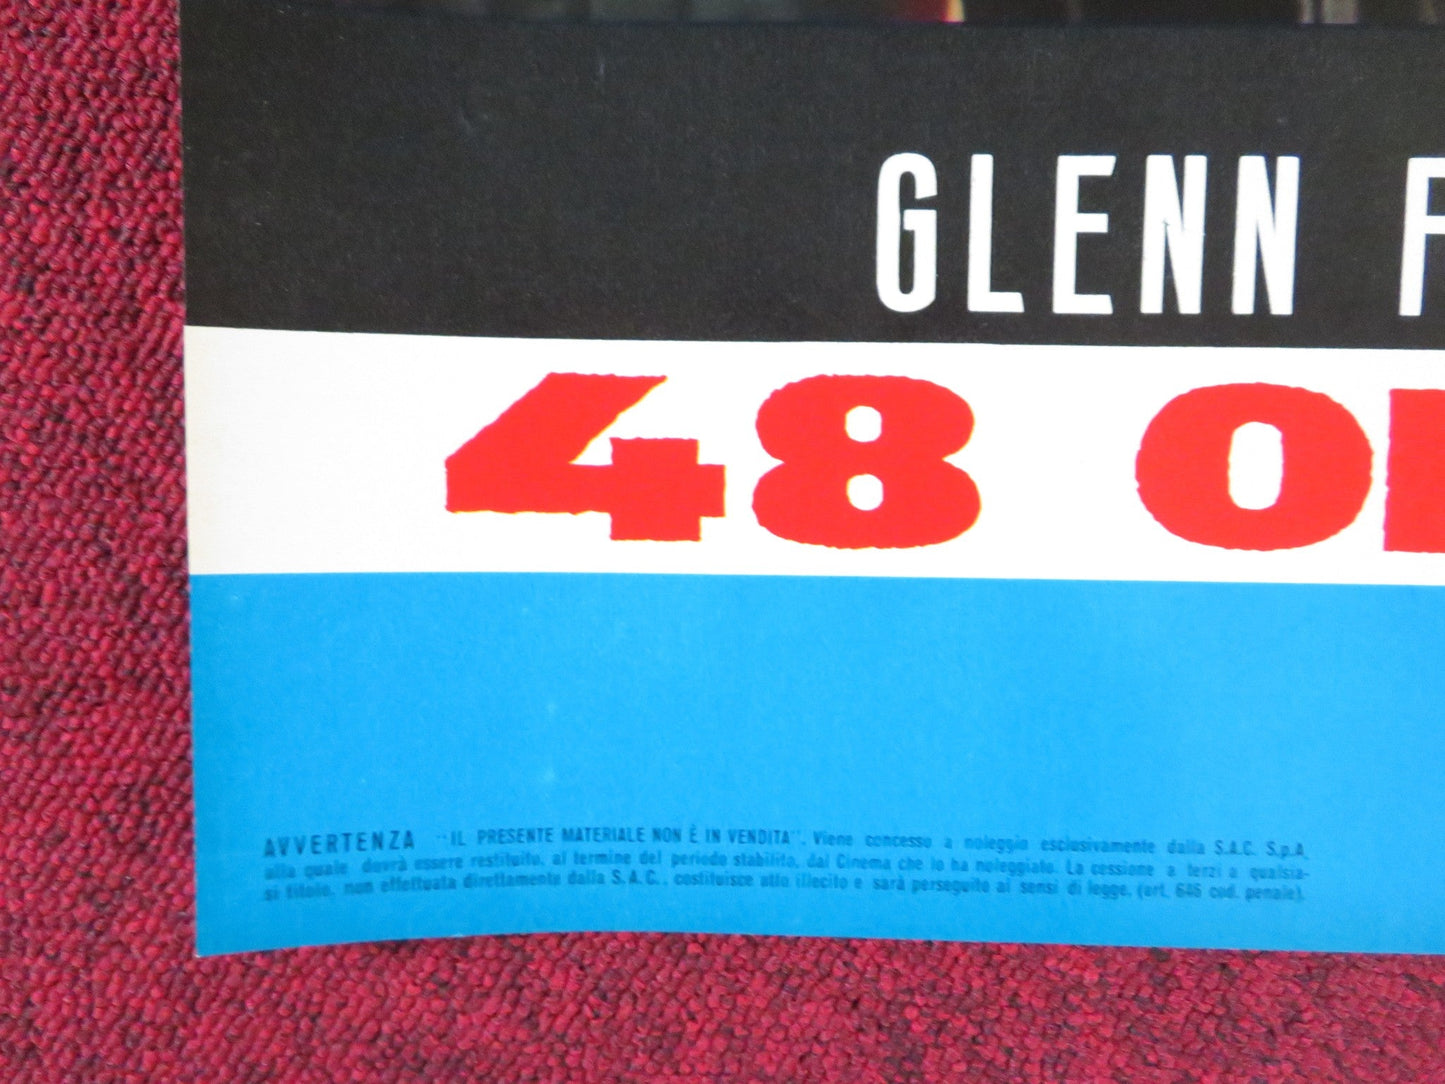 GLENN F
48 OR
AVVERTENZA "IL PRESENTE MATERIALE NON È IN VENDITA". Viene concesso a noleggio esclusivamente dalla S.A.C. S.p.A.
alla quale dovrà essere restituito, al termine del periodo stabilito, dal Cinema che lo ha noleggiato. La cessione a terzi a qualsia-
si titolo, non effettuata direttamente dalla S.A.C., costituisce atto illecito e sarà perseguito ai sensi di legge. (art. 646 cod. penale).